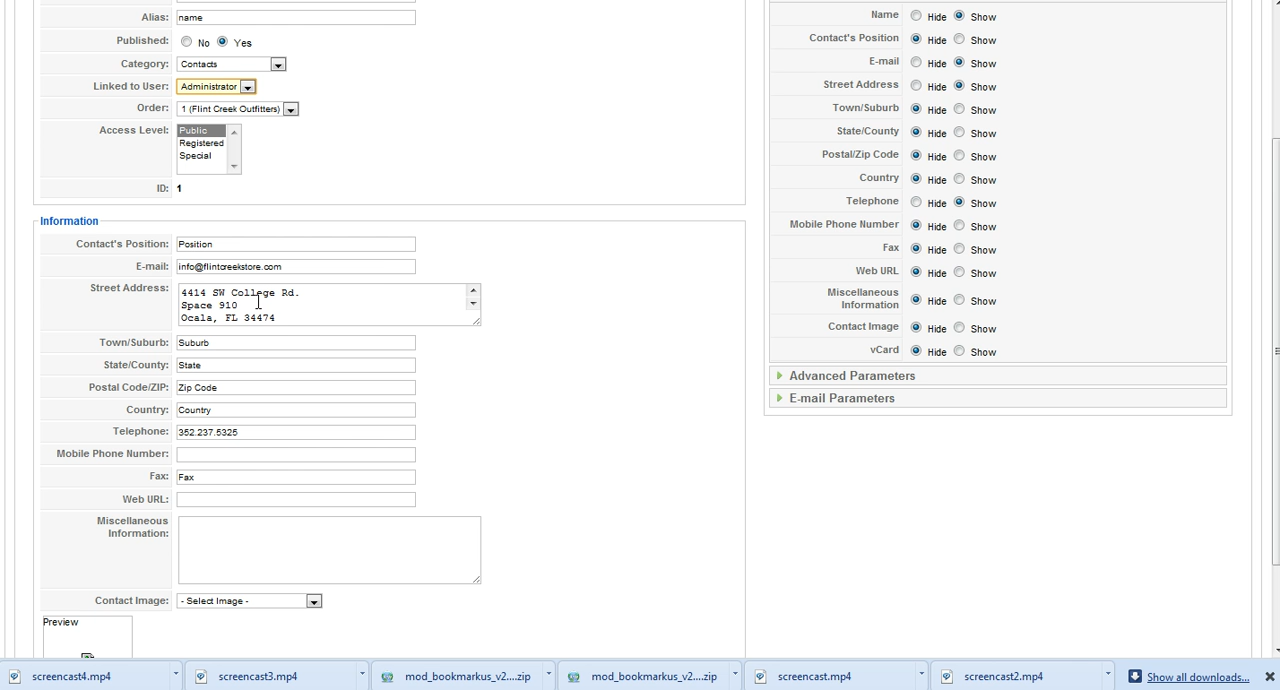 Alias: name
Published: No Yes
Category: Contacts
Linked to User: Administrator
Order: 1 (Flint Creek Outfitters)
Access Level: Public
Registered
Special
ID: 1
Information
Contact's Position: Position
E-mail: info@flintcreekstore.com
Street Address: 4414 SW College Rd.
Space 910
Ocala, FL 34474
Town/Suburb: Suburb
State/County: State
Postal Code/ZIP: Zip Code
Country: Country
Telephone: 352.237.5325
Mobile Phone Number:
Fax: Fax
Web URL:
Miscellaneous
Information:
Contact Image: - Select Image -
Preview
Name Hide Show
Contact's Position Hide Show
E-mail Hide Show
Street Address Hide Show
Town/Suburb Hide Show
State/County Hide Show
Postal/Zip Code Hide Show
Country Hide Show
Telephone Hide Show
Mobile Phone Number Hide Show
Fax Hide Show
Web URL Hide Show
Miscellaneous
Information Hide Show
Contact Image Hide Show
vCard Hide Show
Advanced Parameters
E-mail Parameters
screencast4.mp4 screencast3.mp4 mod_bookmarkus_v2....zip mod_bookmarkus_v2....zip screencast.mp4 screencast2.mp4 Show all downloads...